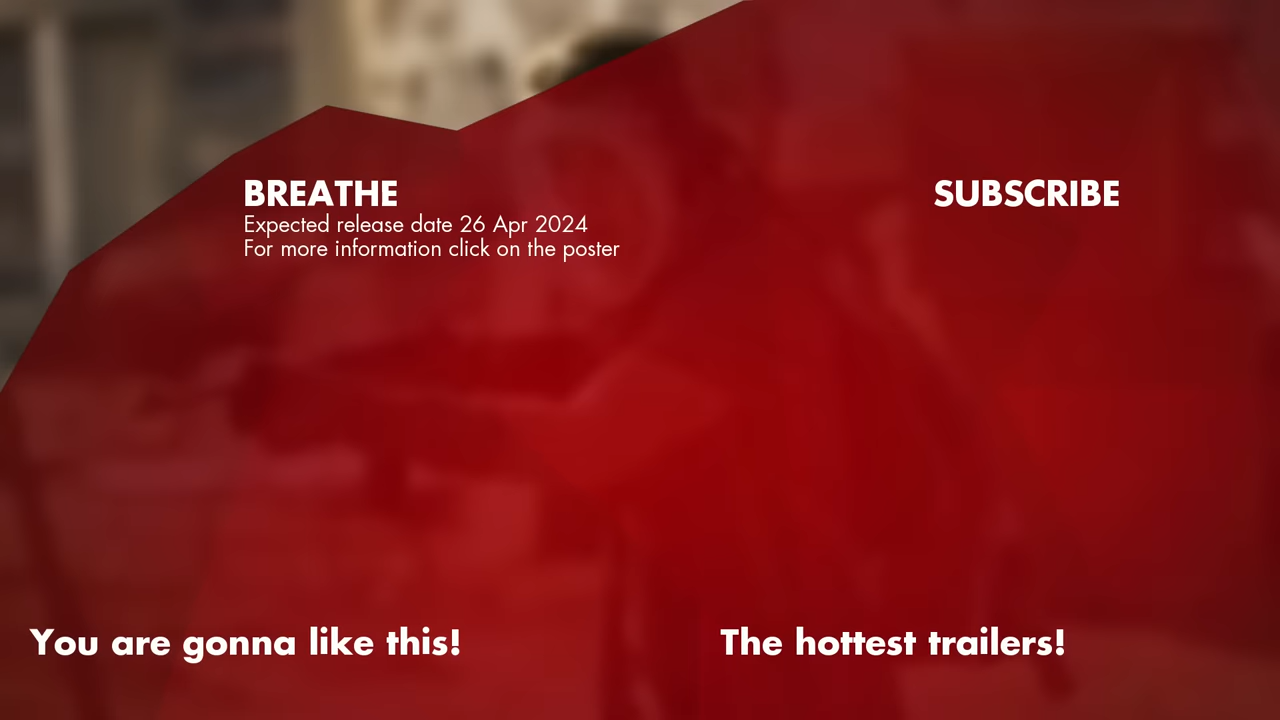 BREATHE
Expected release date 26 Apr 2024
For more information click on the poster
SUBSCRIBE
You are gonna like this!
The hottest trailers!